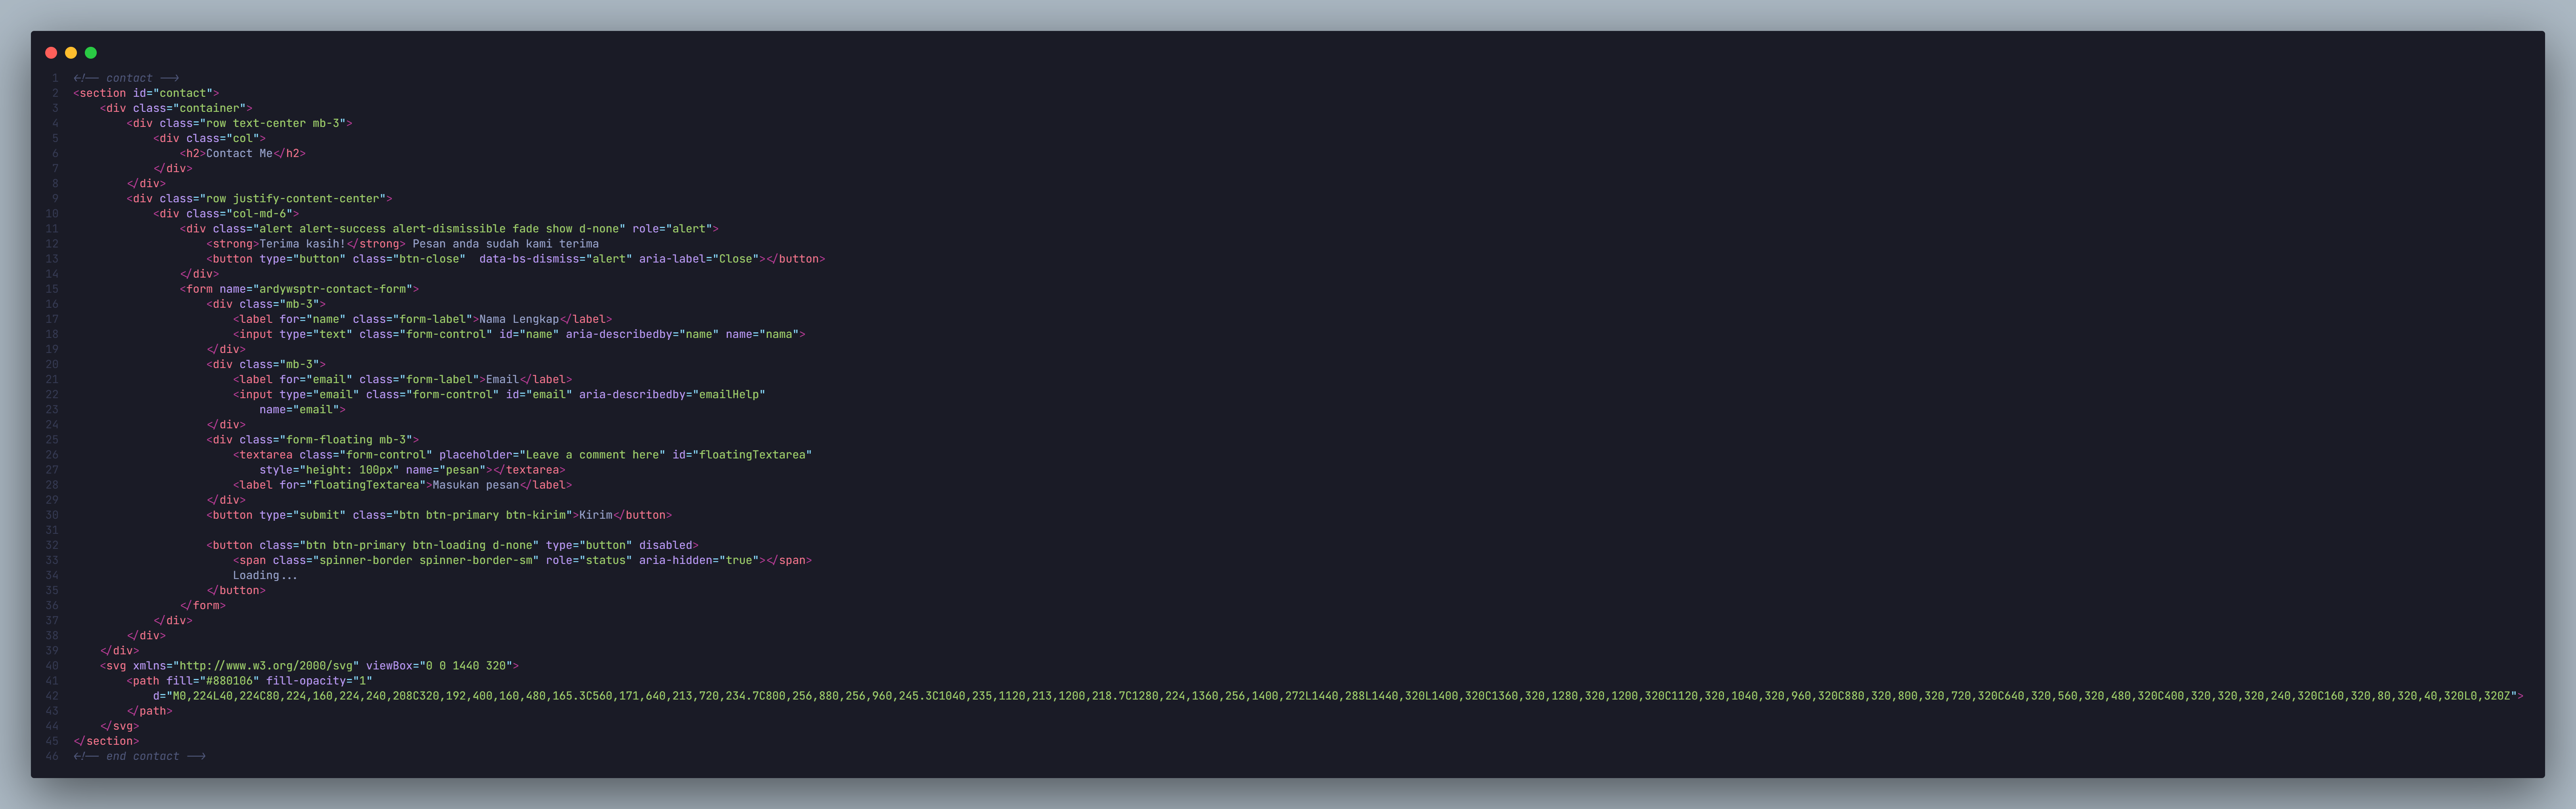 1 <!-- contact -->
2 <section id="contact">
3     <div class="container">
4         <div class="row text-center mb-3">
5             <div class="col">
6                 <h2>Contact Me</h2>
7             </div>
8         </div>
9         <div class="row justify-content-center">
10             <div class="col-md-6">
11                 <div class="alert alert-success alert-dismissible fade show d-none" role="alert">
12                     <strong>Terima kasih!</strong> Pesan anda sudah kami terima
13                     <button type="button" class="btn-close"  data-bs-dismiss="alert" aria-label="Close"></button>
14                 </div>
15                 <form name="ardywsptr-contact-form">
16                     <div class="mb-3">
17                         <label for="name" class="form-label">Nama Lengkap</label>
18                         <input type="text" class="form-control" id="name" aria-describedby="name" name="nama">
19                     </div>
20                     <div class="mb-3">
21                         <label for="email" class="form-label">Email</label>
22                         <input type="email" class="form-control" id="email" aria-describedby="emailHelp"
23                             name="email">
24                     </div>
25                     <div class="form-floating mb-3">
26                         <textarea class="form-control" placeholder="Leave a comment here" id="floatingTextarea"
27                             style="height: 100px" name="pesan"></textarea>
28                         <label for="floatingTextarea">Masukan pesan</label>
29                     </div>
30                     <button type="submit" class="btn btn-primary btn-kirim">Kirim</button>
31
32                     <button class="btn btn-primary btn-loading d-none" type="button" disabled>
33                         <span class="spinner-border spinner-border-sm" role="status" aria-hidden="true"></span>
34                         Loading...
35                     </button>
36                 </form>
37             </div>
38         </div>
39     </div>
40     <svg xmlns="http://www.w3.org/2000/svg" viewBox="0 0 1440 320">
41         <path fill="#880106" fill-opacity="1"
42             d="M0,224L40,224C80,224,160,224,240,208C320,192,400,160,480,165.3C560,171,640,213,720,234.7C800,256,880,256,960,245.3C1040,235,1120,213,1200,218.7C1280,224,1360,256,1400,272L1440,288L1440,320L1400,320C1360,320,1280,320,1200,320C1120,320,1040,320,960,320C880,320,800,320,720,320C640,320,560,320,480,320C400,320,320,320,240,320C160,320,80,320,40,320L0,320Z">
43         </path>
44     </svg>
45 </section>
46 <!-- end contact -->